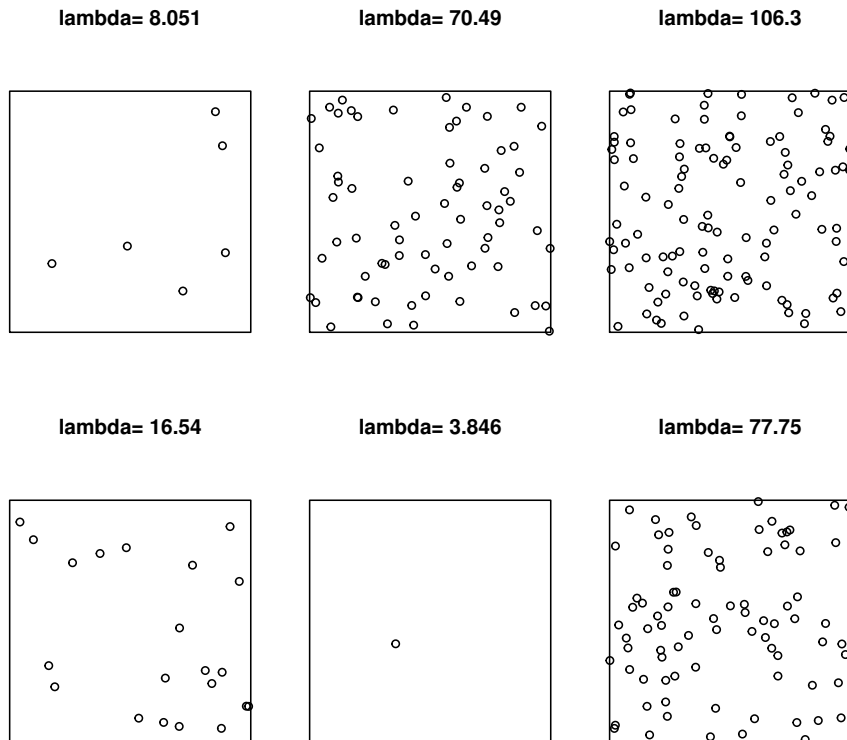 lambda= 8.051
lambda= 70.49
lambda= 106.3
lambda= 16.54
lambda= 3.846
lambda= 77.75